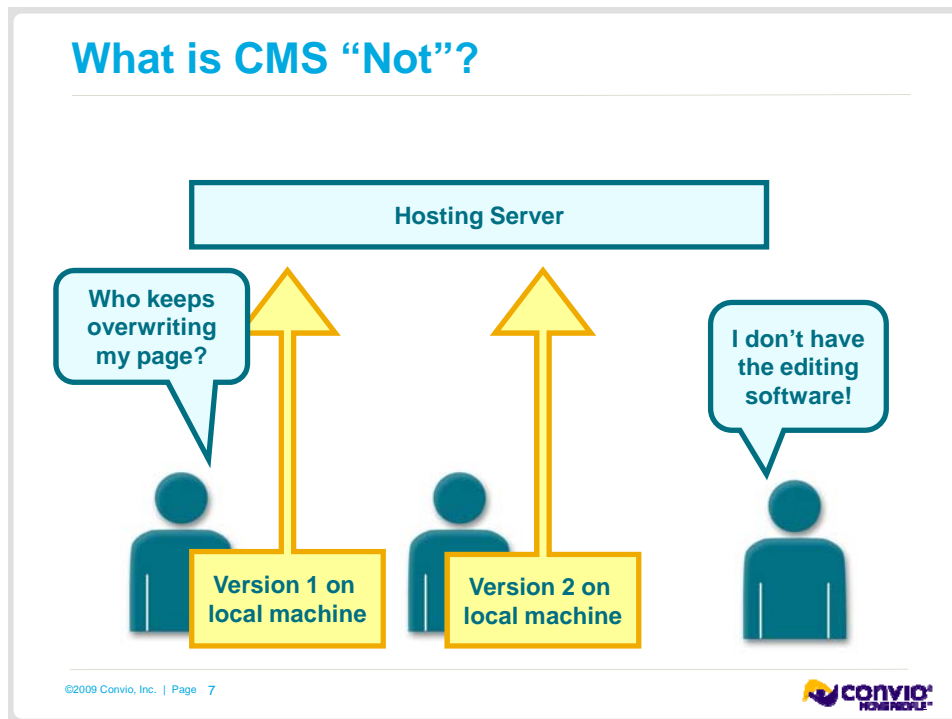 What is CMS “Not”?
Hosting Server
Who keeps
overwriting
my page?
I don’t have
the editing
software!
Version 1 on
local machine
Version 2 on
local machine
©2009 Convio, Inc. | Page 7
CONVIO